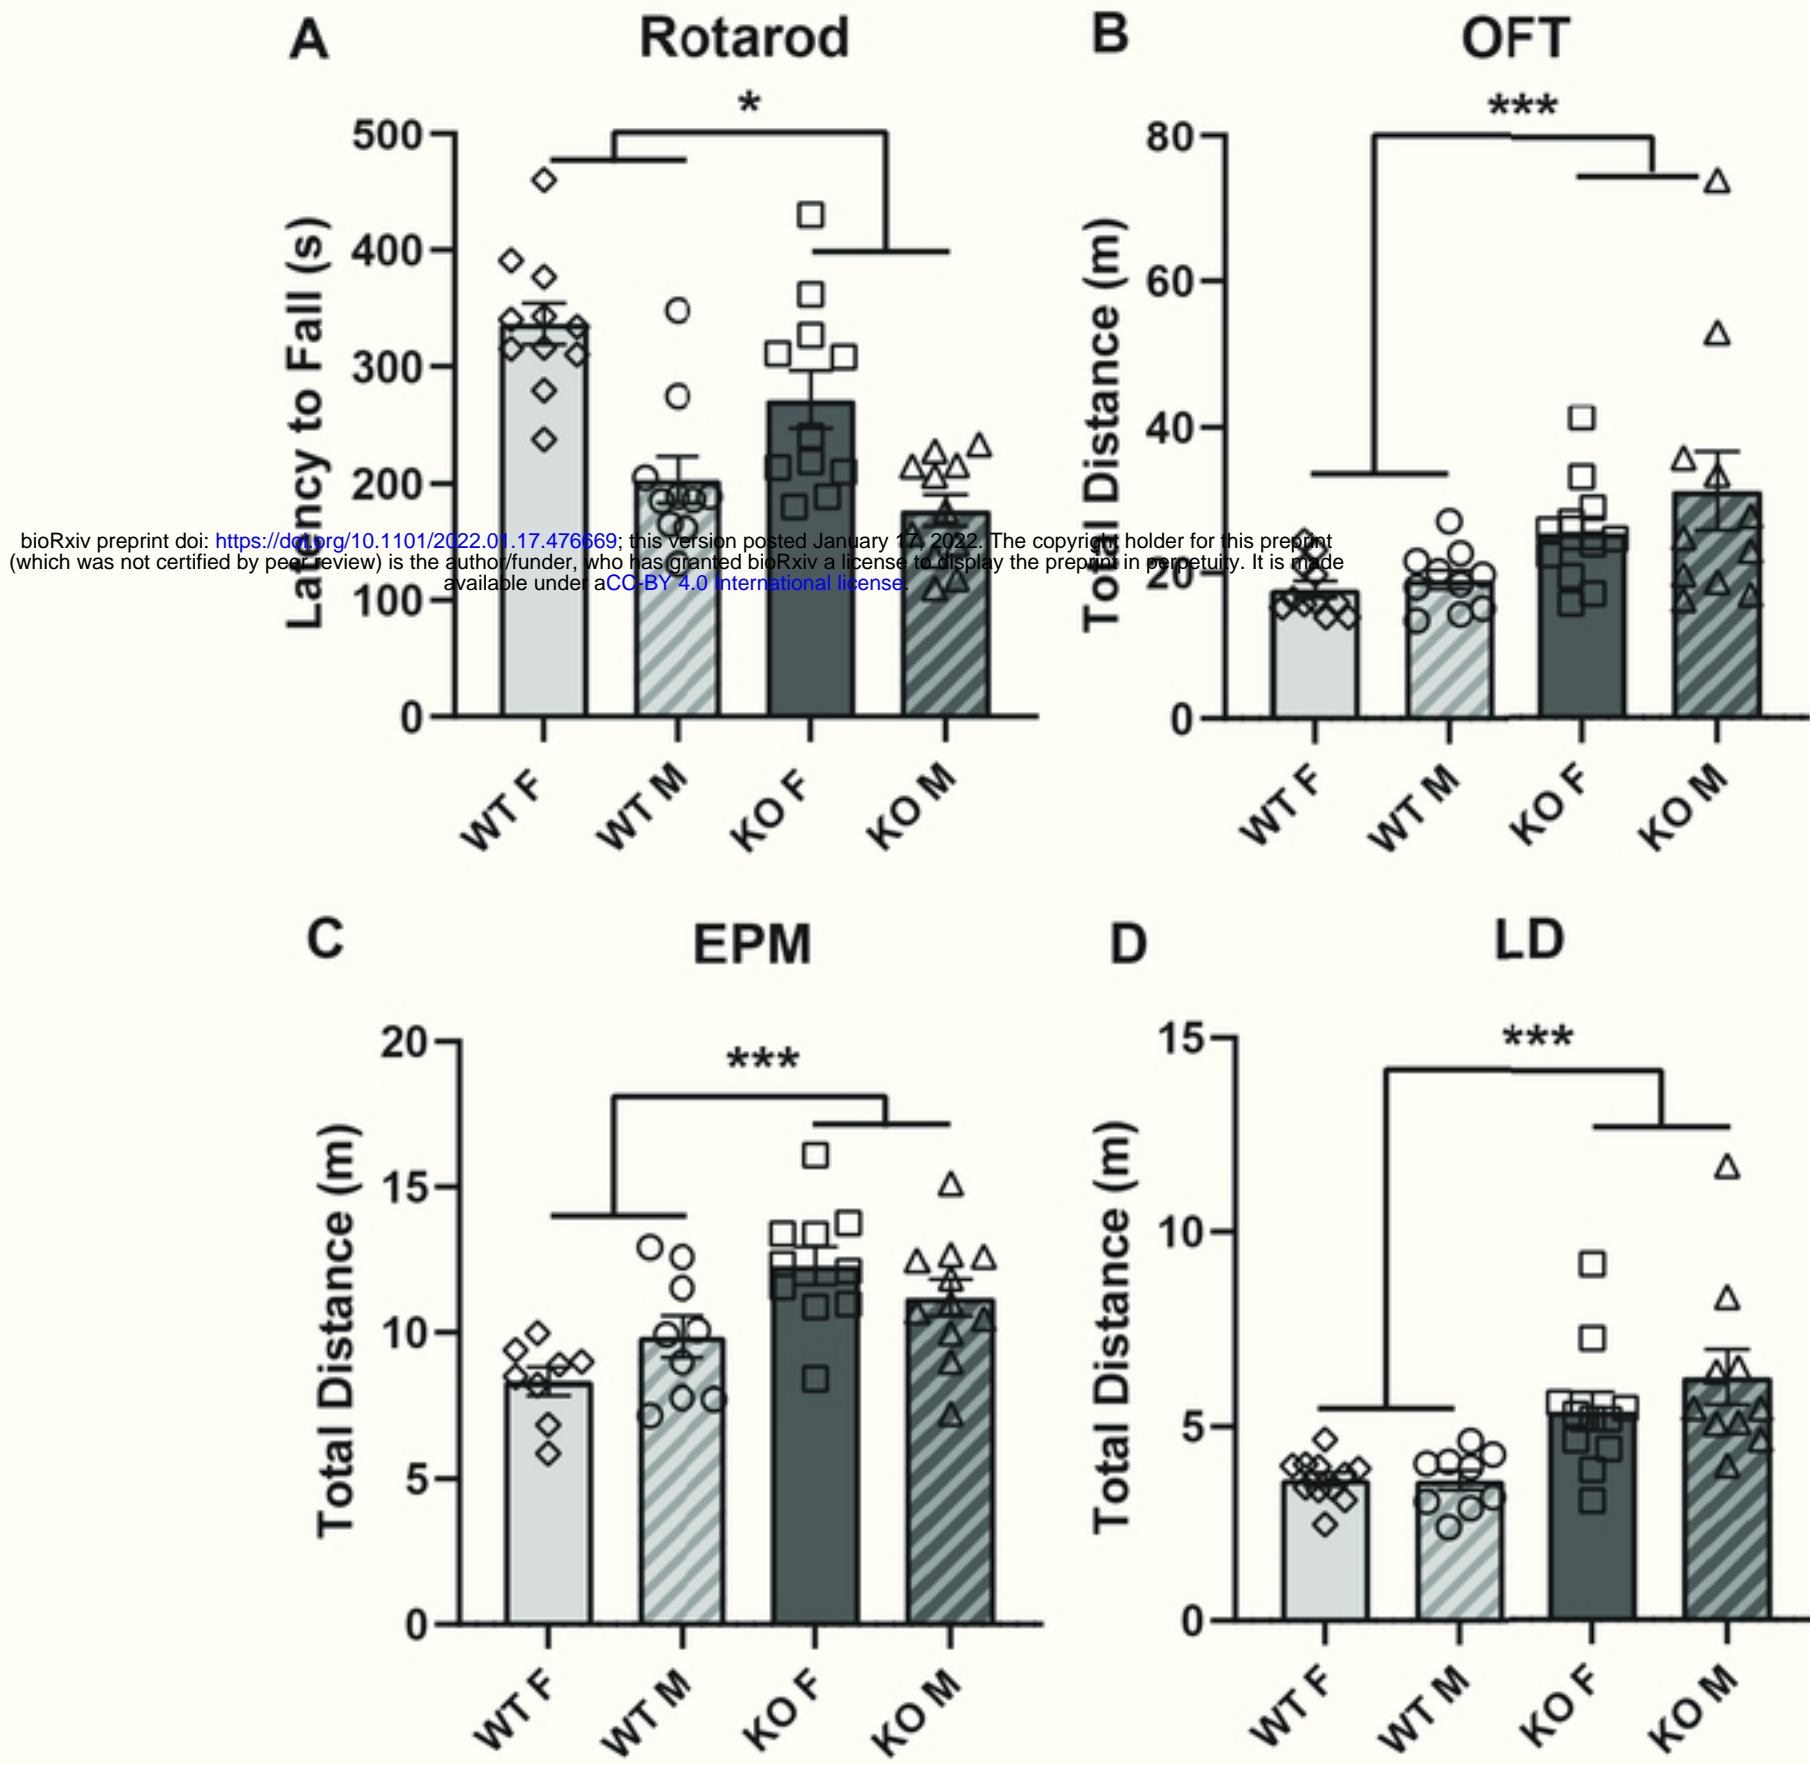 A
Rotarod
*
500
400
300
200
100
0
Latency to Fall (s)
WT F
WT M
KO F
KO M
B
OFT
***
80
60
40
20
0
Total Distance (m)
WT F
WT M
KO F
KO M
bioRxiv preprint doi: https://doi.org/10.1101/2022.01.17.476669; this version posted January 17, 2022. The copyright holder for this preprint
(which was not certified by peer review) is the author/funder, who has granted bioRxiv a license to display the preprint in perpetuity. It is made
available under aCC-BY 4.0 International license.
C
EPM
***
20
15
10
5
0
Total Distance (m)
WT F
WT M
KO F
KO M
D
LD
***
15
10
5
0
Total Distance (m)
WT F
WT M
KO F
KO M